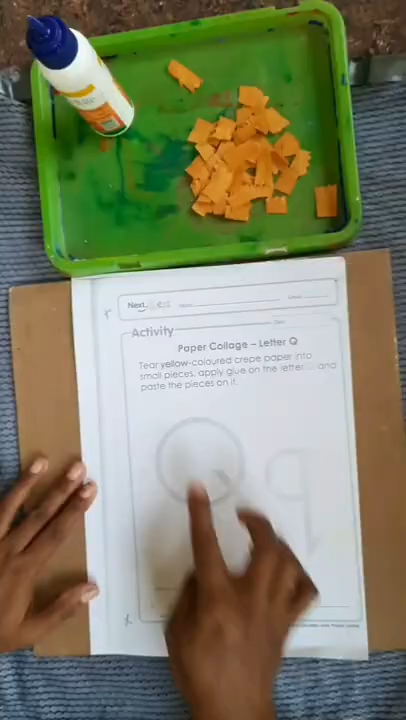 Next
Activity
Paper Collage – Letter Q
Tear yellow-coloured crepe paper into
small pieces, apply glue on the letter and
paste the pieces on it.